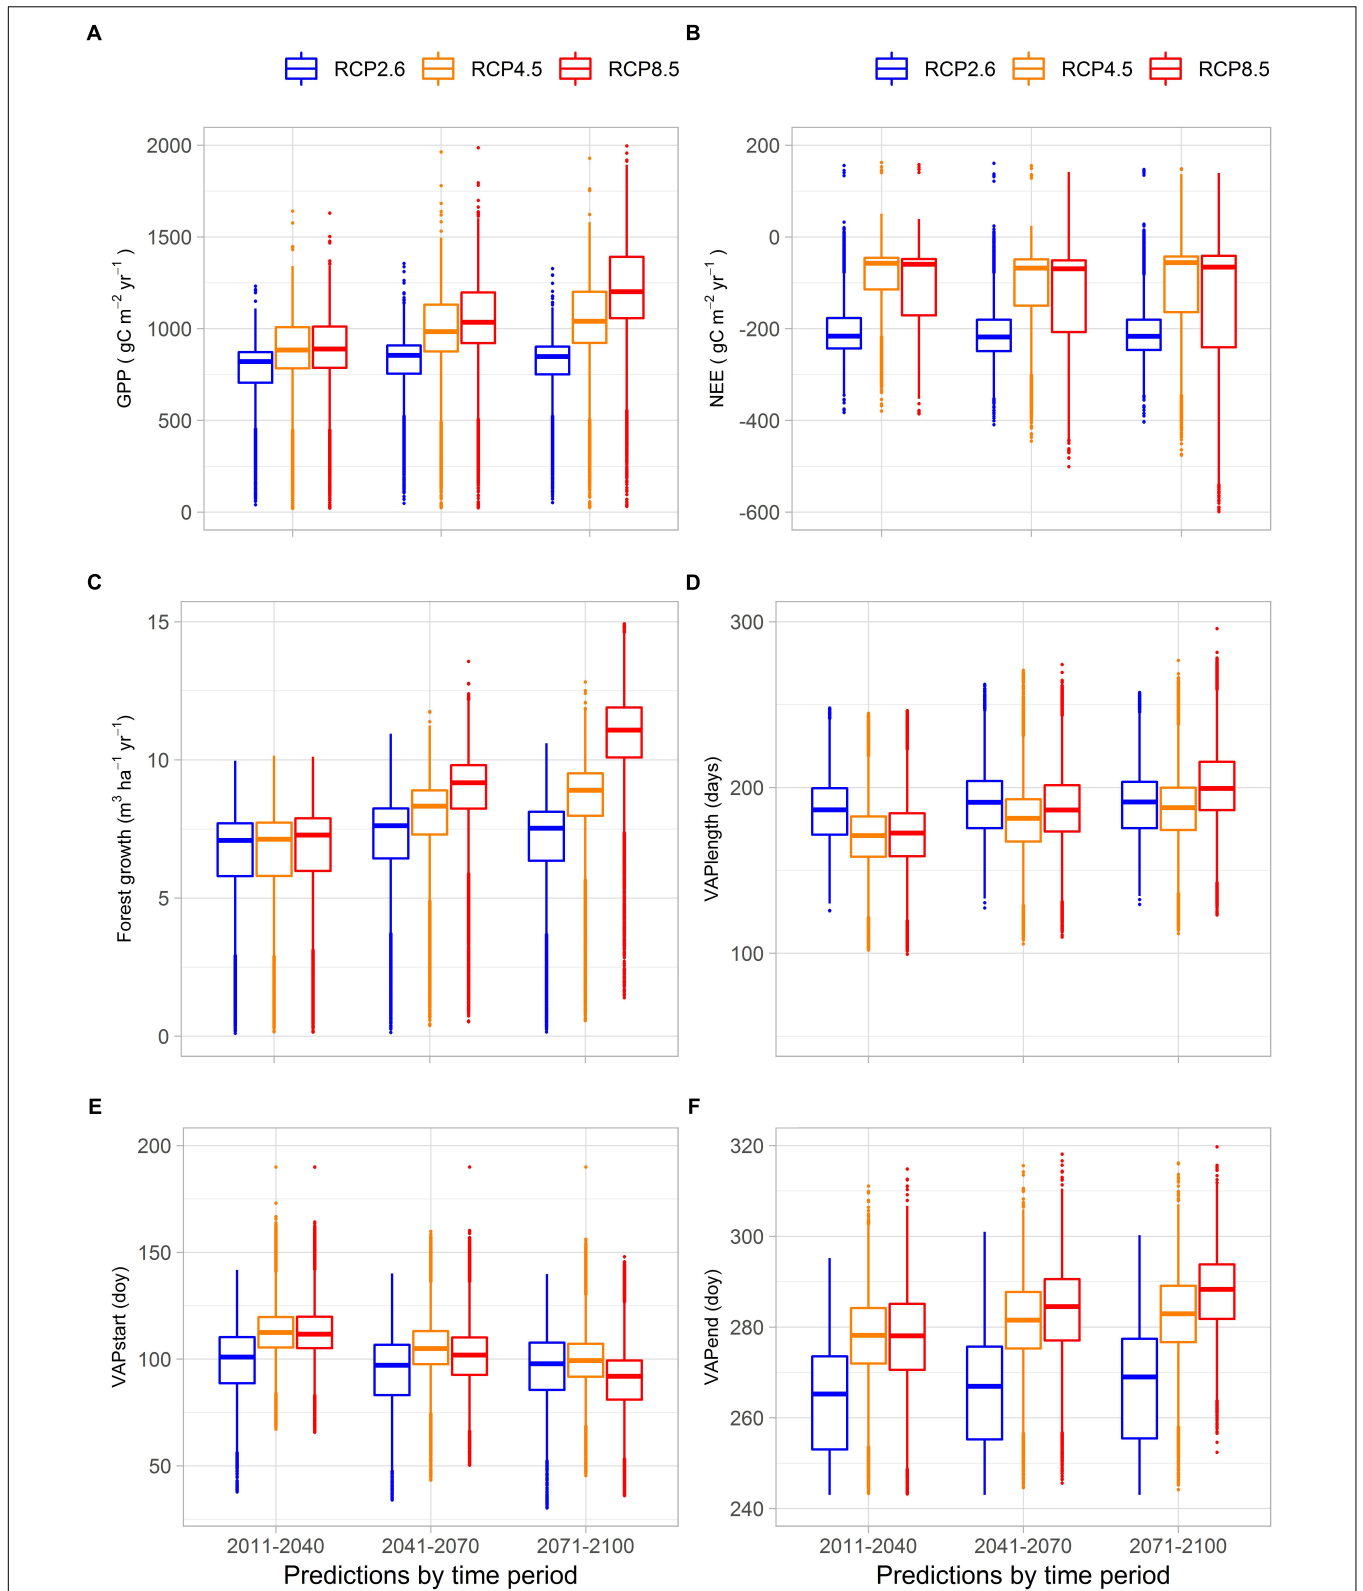 A
RCP2.6 RCP4.5 RCP8.5
GPP ( gC m−2 yr−1 )
2000
1500
1000
500
0
B
RCP2.6 RCP4.5 RCP8.5
NEE ( gC m−2 yr−1 )
200
0
-200
-400
-600
C
Forest growth (m3 ha−1 yr−1)
15
10
5
0
D
VAPlength (days)
300
200
100
E
VAPstart (doy)
200
150
100
50
2011-2040 2041-2070 2071-2100
Predictions by time period
F
VAPend (doy)
320
300
280
260
240
2011-2040 2041-2070 2071-2100
Predictions by time period